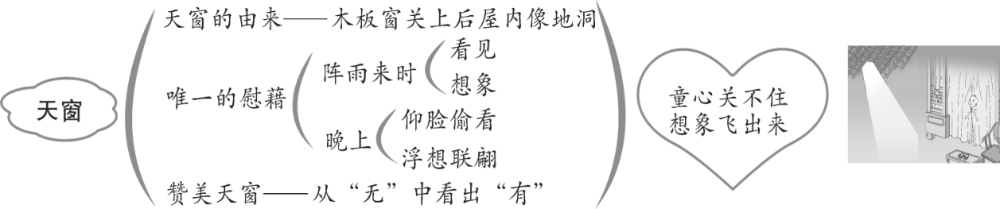 天窗
天窗的由来——木板窗关上后屋内像地洞
唯一的慰藉
阵雨来时
看见
想象
晚上
仰脸偷看
浮想联翩
赞美天窗——从“无”中看出“有”
童心关不住
想象飞出来